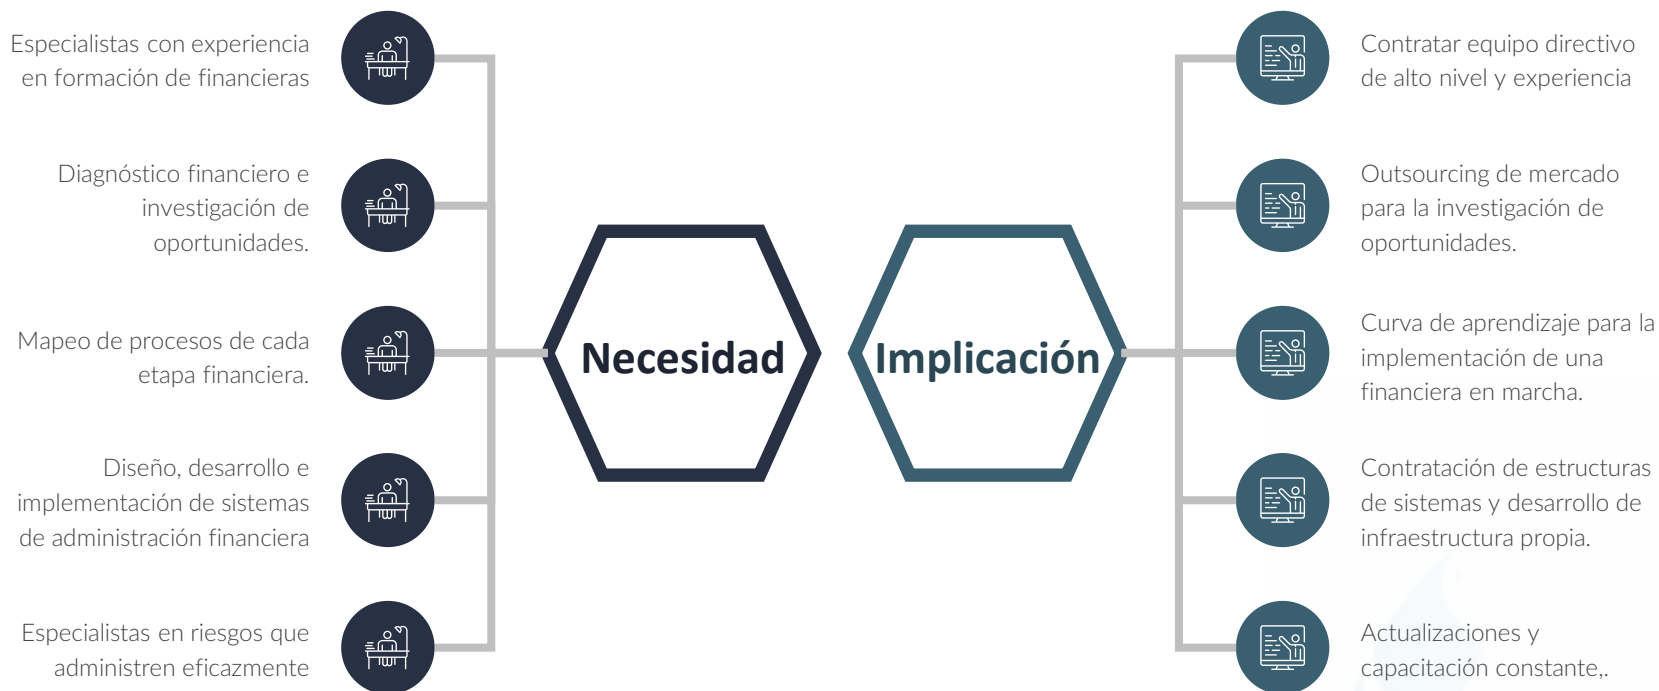 Especialistas con experiencia
en formación de financieras
Diagnóstico financiero e
investigación de
oportunidades.
Mapeo de procesos de cada
etapa financiera.
Diseño, desarrollo e
implementación de sistemas
de administración financiera
Especialistas en riesgos que
administren eficazmente
Necesidad
Implicación
Contratar equipo directivo
de alto nivel y experiencia
Outsourcing de mercado
para la investigación de
oportunidades.
Curva de aprendizaje para la
implementación de una
financiera en marcha.
Contratación de estructuras
de sistemas y desarrollo de
infraestructura propia.
Actualizaciones y
capacitación constante,.